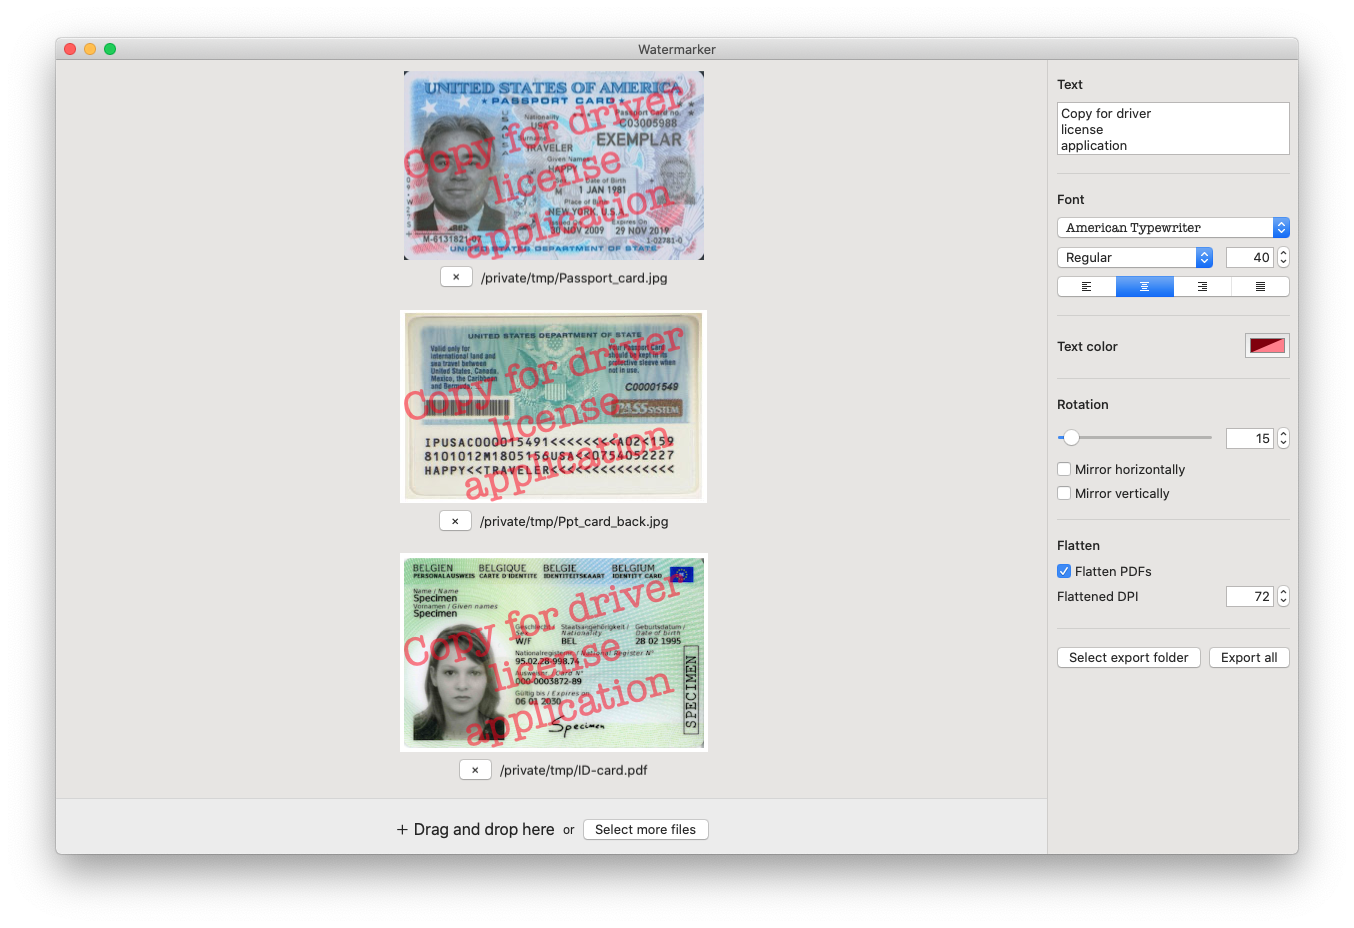 Watermarker
UNITED STATES OF AMERICA
PASSPORT CARD
Nationality
USA
Passport Card no.
C03005988
Surname
TRAVELER
EXEMPLAR
Given Names
HAPPY
Sex
M
Date of Birth
1 JAN 1981
Place of Birth
NEW YORK, U.S.A.
Issued On
30 NOV 2009
Expires On
29 NOV 2019
M-6131821-07
1-02781-0
UNITED STATES DEPARTMENT OF STATE
Copy for driver
license
application
× /private/tmp/Passport_card.jpg
UNITED STATES DEPARTMENT OF STATE
Valid only for
international land and
sea travel between
United States, Canada,
Mexico, the Caribbean
and Bermuda.
Your Passport Card
should be kept in its
protective sleeve when
not in use.
C00001549
PASS SYSTEM
IPUSAC000015491<<<<<<<<A02<159
8101012M1805156USA<<0754052227
HAPPY<<TRAVELER<<<<<<<<<<<<<<<
Copy for driver
license
application
× /private/tmp/Ppt_card_back.jpg
BELGIEN BELGIQUE BELGIE BELGIUM
PERSONALAUSWEIS CARTE D'IDENTITE IDENTITEITSKAART IDENTITY CARD
Name / Name
Specimen
Vornamen / Given names
Specimen
Geschlecht / Sex
W/F
Staatsangehörigkeit / Nationality
BEL
Geburtsdatum / Date of birth
28 02 1995
Nationalregisternr. / National Register N°
95.02.28-998.74
Ausweisnr. / Card N°
000-0003872-89
Gültig bis / Expires on
06 01 2030
Specimen
SPECIMEN
Copy for driver
license
application
× /private/tmp/ID-card.pdf
+ Drag and drop here or Select more files
Text
Copy for driver
license
application
Font
American Typewriter
Regular 40
Text color
Rotation
15
Mirror horizontally
Mirror vertically
Flatten
Flatten PDFs
Flattened DPI 72
Select export folder Export all